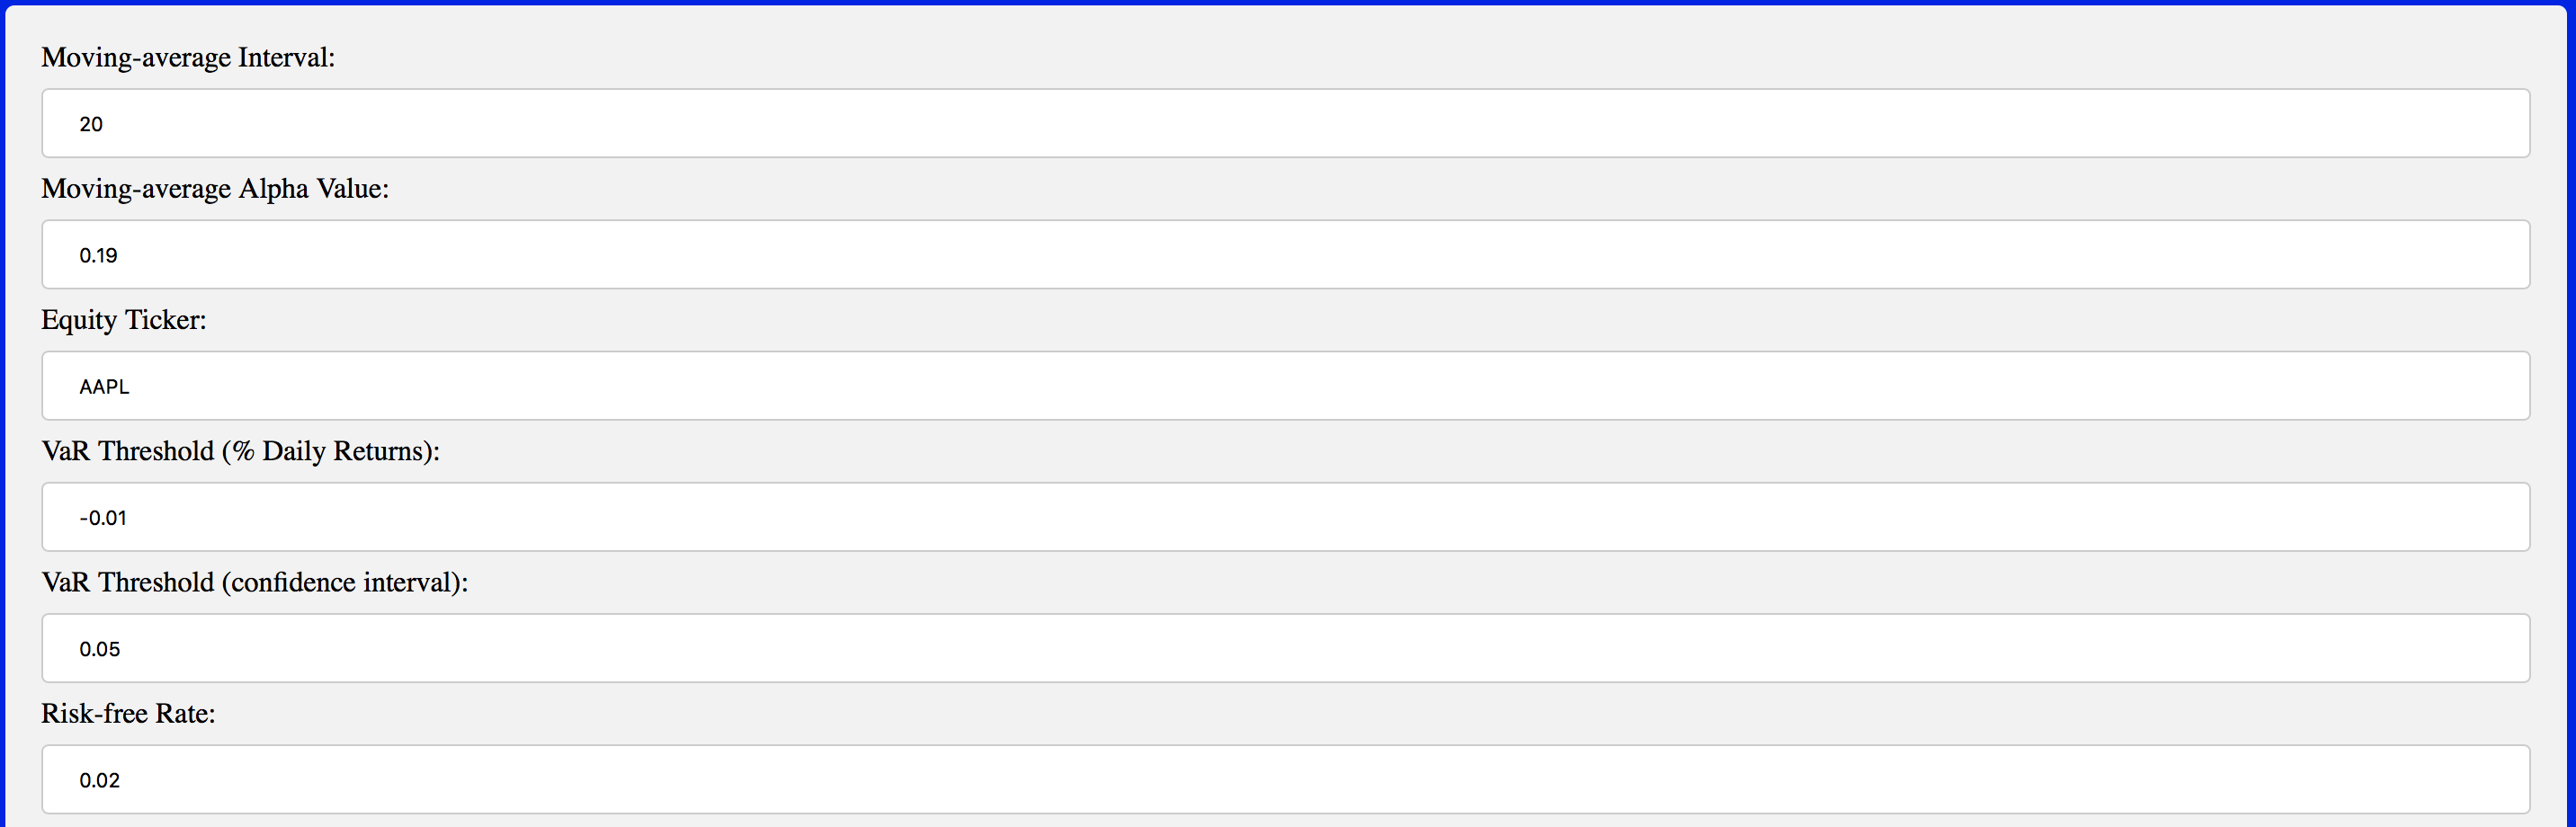 Moving-average Interval:
20
Moving-average Alpha Value:
0.19
Equity Ticker:
AAPL
VaR Threshold (% Daily Returns):
-0.01
VaR Threshold (confidence interval):
0.05
Risk-free Rate:
0.02